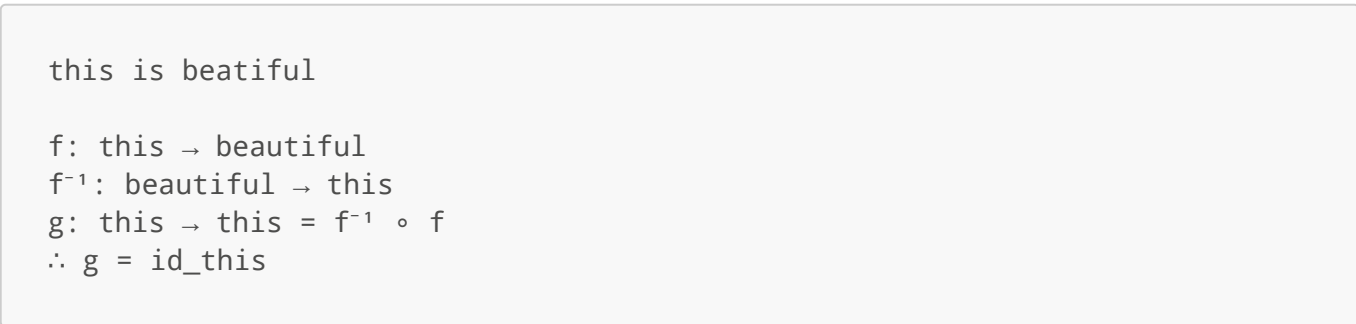 this is beatiful
f: this → beautiful
f⁻¹: beautiful → this
g: this → this = f⁻¹ ∘ f
∴ g = id_this